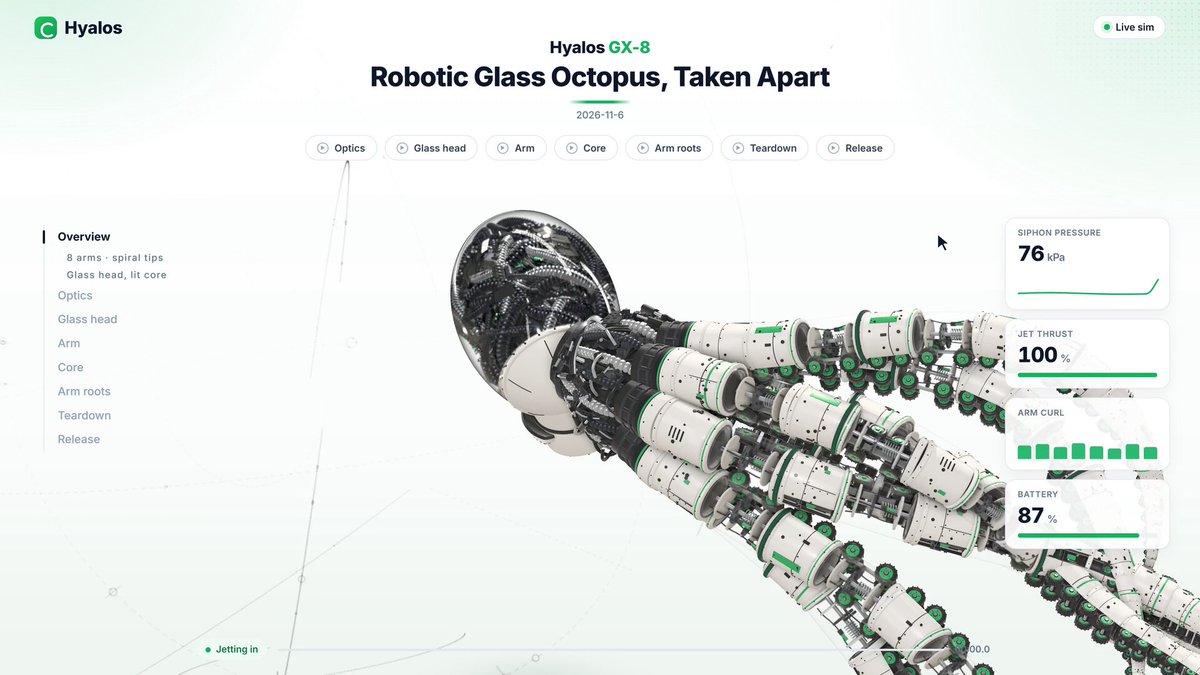 Hyalos
Live sim
Hyalos GX-8
Robotic Glass Octopus, Taken Apart
2026-11-6
Optics
Glass head
Arm
Core
Arm roots
Teardown
Release
Overview
8 arms · spiral tips
Glass head, lit core
Optics
Glass head
Arm
Core
Arm roots
Teardown
Release
SIPHON PRESSURE
76 kPa
JET THRUST
100 %
ARM CURL
BATTERY
87 %
Jetting in